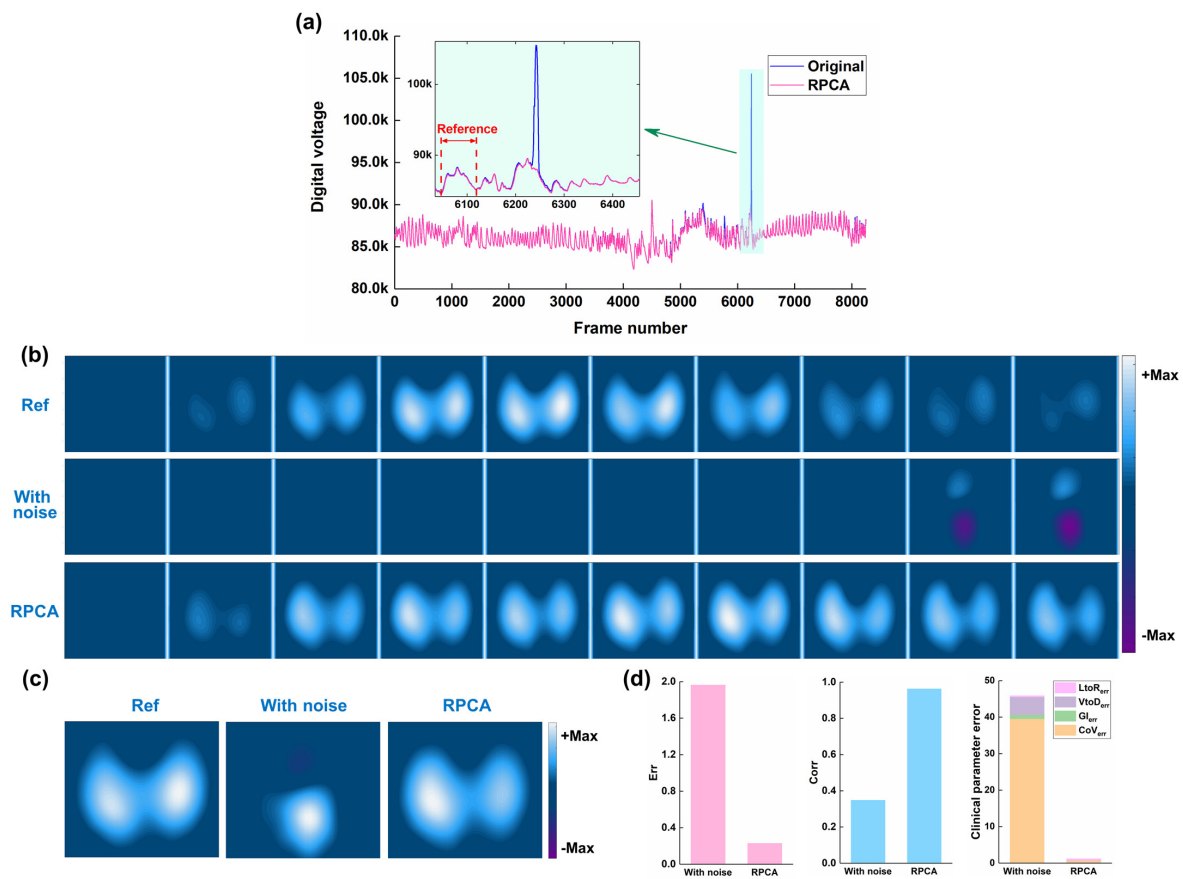 (a)
110.0k
105.0k
100.0k
95.0k
90.0k
85.0k
80.0k
Digital voltage
0 1000 2000 3000 4000 5000 6000 7000 8000
Frame number
100k
90k
Reference
6100 6200 6300 6400
Original
RPCA
(b)
Ref
With
noise
RPCA
+Max
-Max
(c)
Ref With noise RPCA
+Max
-Max
(d)
2.0
1.6
1.2
0.8
0.4
0.0
Err
With noise RPCA
1.0
0.8
0.6
0.4
0.2
0.0
Corr
With noise RPCA
50
40
30
20
10
0
Clinical parameter error
LtoRerr
VtoDerr
GIerr
CoVerr
With noise RPCA